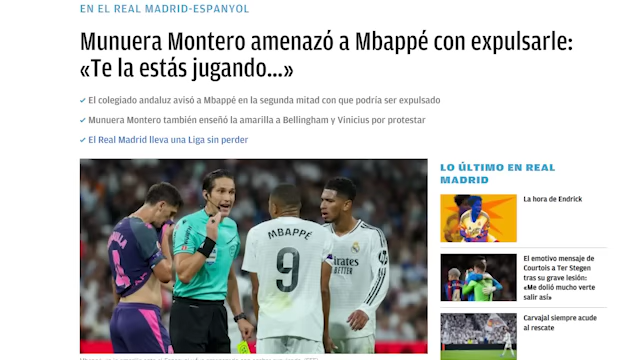 EN EL REAL MADRID-ESPANYOL
Munuera Montero amenazó a Mbappé con expulsarle:
«Te la estás jugando...»
El colegiado andaluz avisó a Mbappé en la segunda mitad con que podría ser expulsado
Munuera Montero también enseñó la amarilla a Bellingham y Vinicius por protestar
El Real Madrid lleva una Liga sin perder
MBAPPÉ
9
LO ÚLTIMO EN REAL
MADRID
La hora de Endrick
El emotivo mensaje de
Courtois a Ter Stegen
tras su grave lesión:
«Me dolió mucho verte
salir así»
Carvajal siempre acude
al rescate